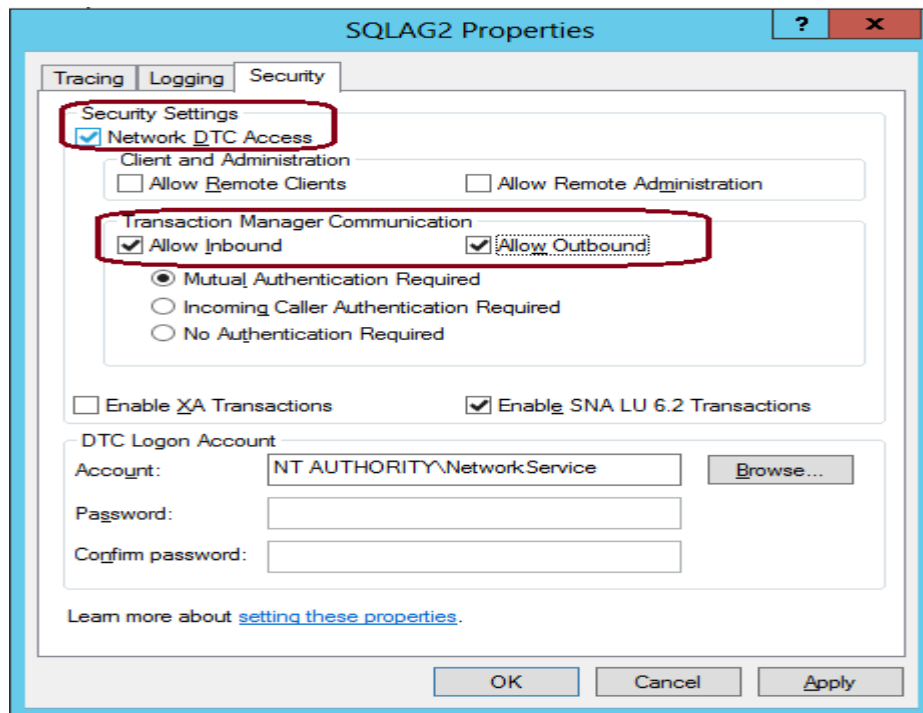 SQLAG2 Properties
? x
Tracing Logging Security
Security Settings
Network DTC Access
Client and Administration
Allow Remote Clients Allow Remote Administration
Transaction Manager Communication
Allow Inbound Allow Outbound
Mutual Authentication Required
Incoming Caller Authentication Required
No Authentication Required
Enable XA Transactions Enable SNA LU 6.2 Transactions
DTC Logon Account
Account: NT AUTHORITY\NetworkService Browse...
Password:
Confirm password:
Learn more about setting these properties.
OK Cancel Apply